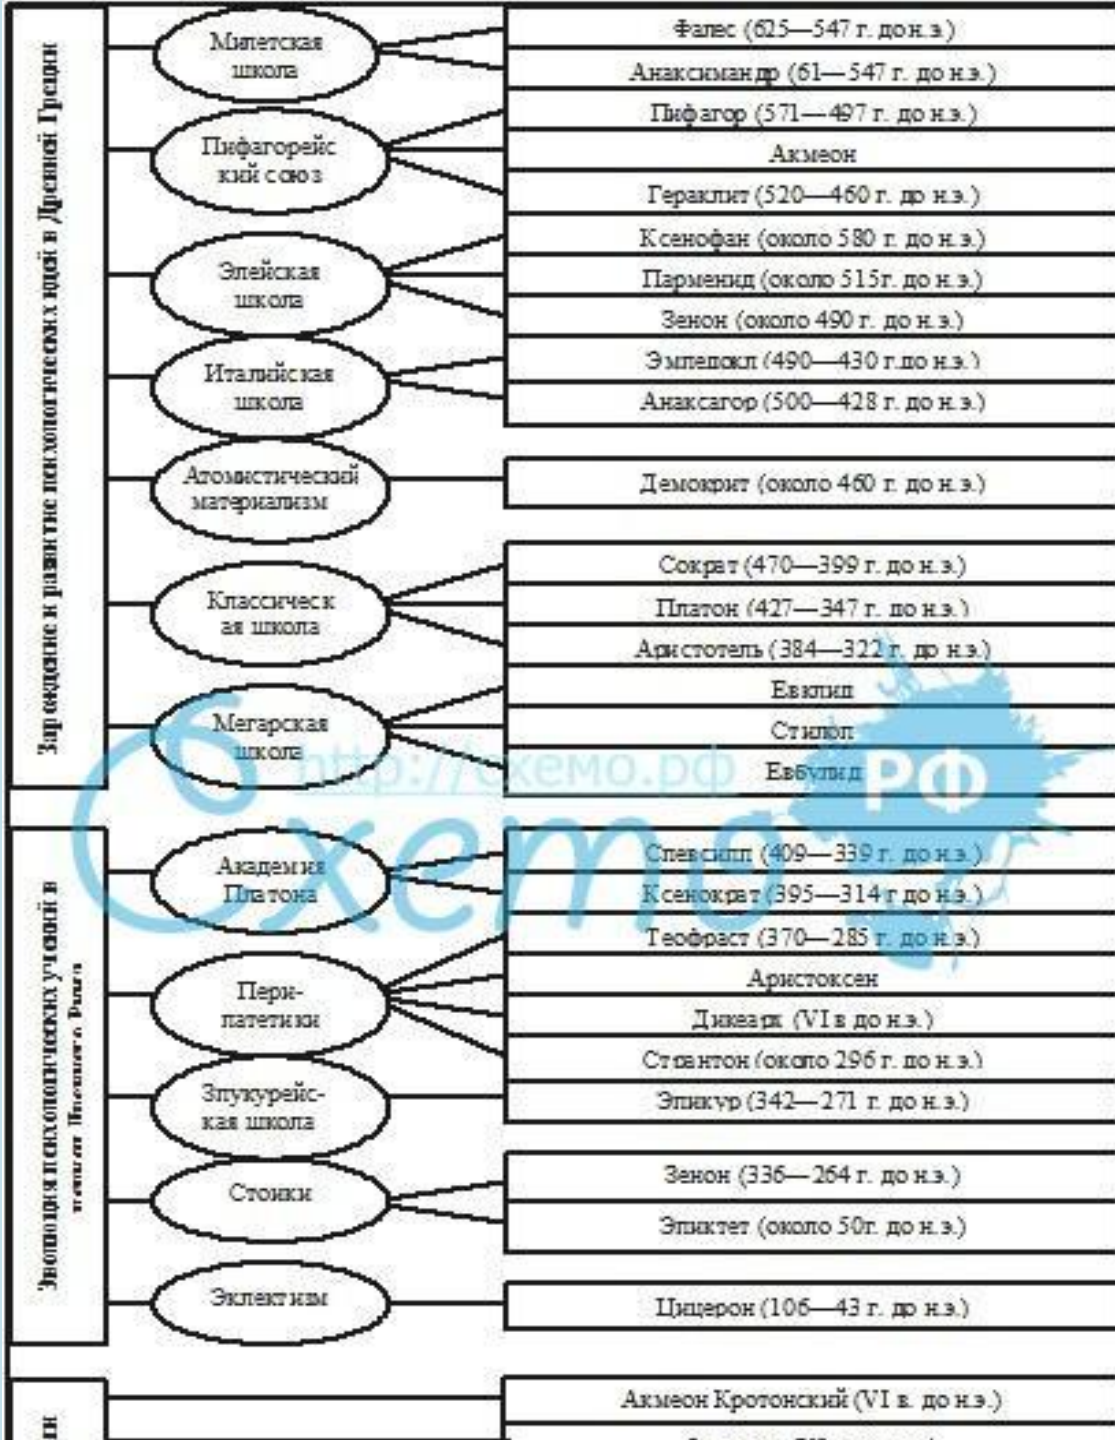 Зарождение и развитие психологических идей в Древней Греции
Милетская
школа
Фалес (625—547 г. до н.э.)
Анаксимандр (61—547 г. до н.э.)
Пифагорейс
кий союз
Пифагор (571—497 г. до н.э.)
Акмеон
Гераклит (520—460 г. до н.э.)
Элейская
школа
Ксенофан (около 580 г. до н.э.)
Парменид (около 515г. до н.э.)
Зенон (около 490 г. до н.э.)
Италийская
школа
Эмпедокл (490—430 г.до н.э.)
Анаксагор (500—428 г. до н.э.)
Атомистический
материализм
Демокрит (около 460 г. до н.э.)
Классическ
ая школа
Сократ (470—399 г. до н.э.)
Платон (427—347 г. до н.э.)
Аристотель (384—322 г. до н.э.)
Мегарская
школа
Евклид
Стилоп
Евбулид
http://схемо.рф
Схемо
РФ
Эволюция психологических учений в
Академия
Платона
Спевсипп (409—339 г. до н.э.)
Ксенократ (395—314 г до н.э.)
Пери-
патетики
Теофраст (370—285 г. до н.э.)
Аристоксен
Дикеарк (VI в до н.э.)
Странтон (около 296 г. до н.э.)
Эпукурейс-
кая школа
Эпикур (342—271 г. до н.э.)
Стоики
Зенон (336—264 г. до н.э.)
Эпиктет (около 50г. до н.э.)
Эклектизм
Цицерон (106—43 г. до н.э.)
Акмеон Кротонский (VI в. до н.э.)